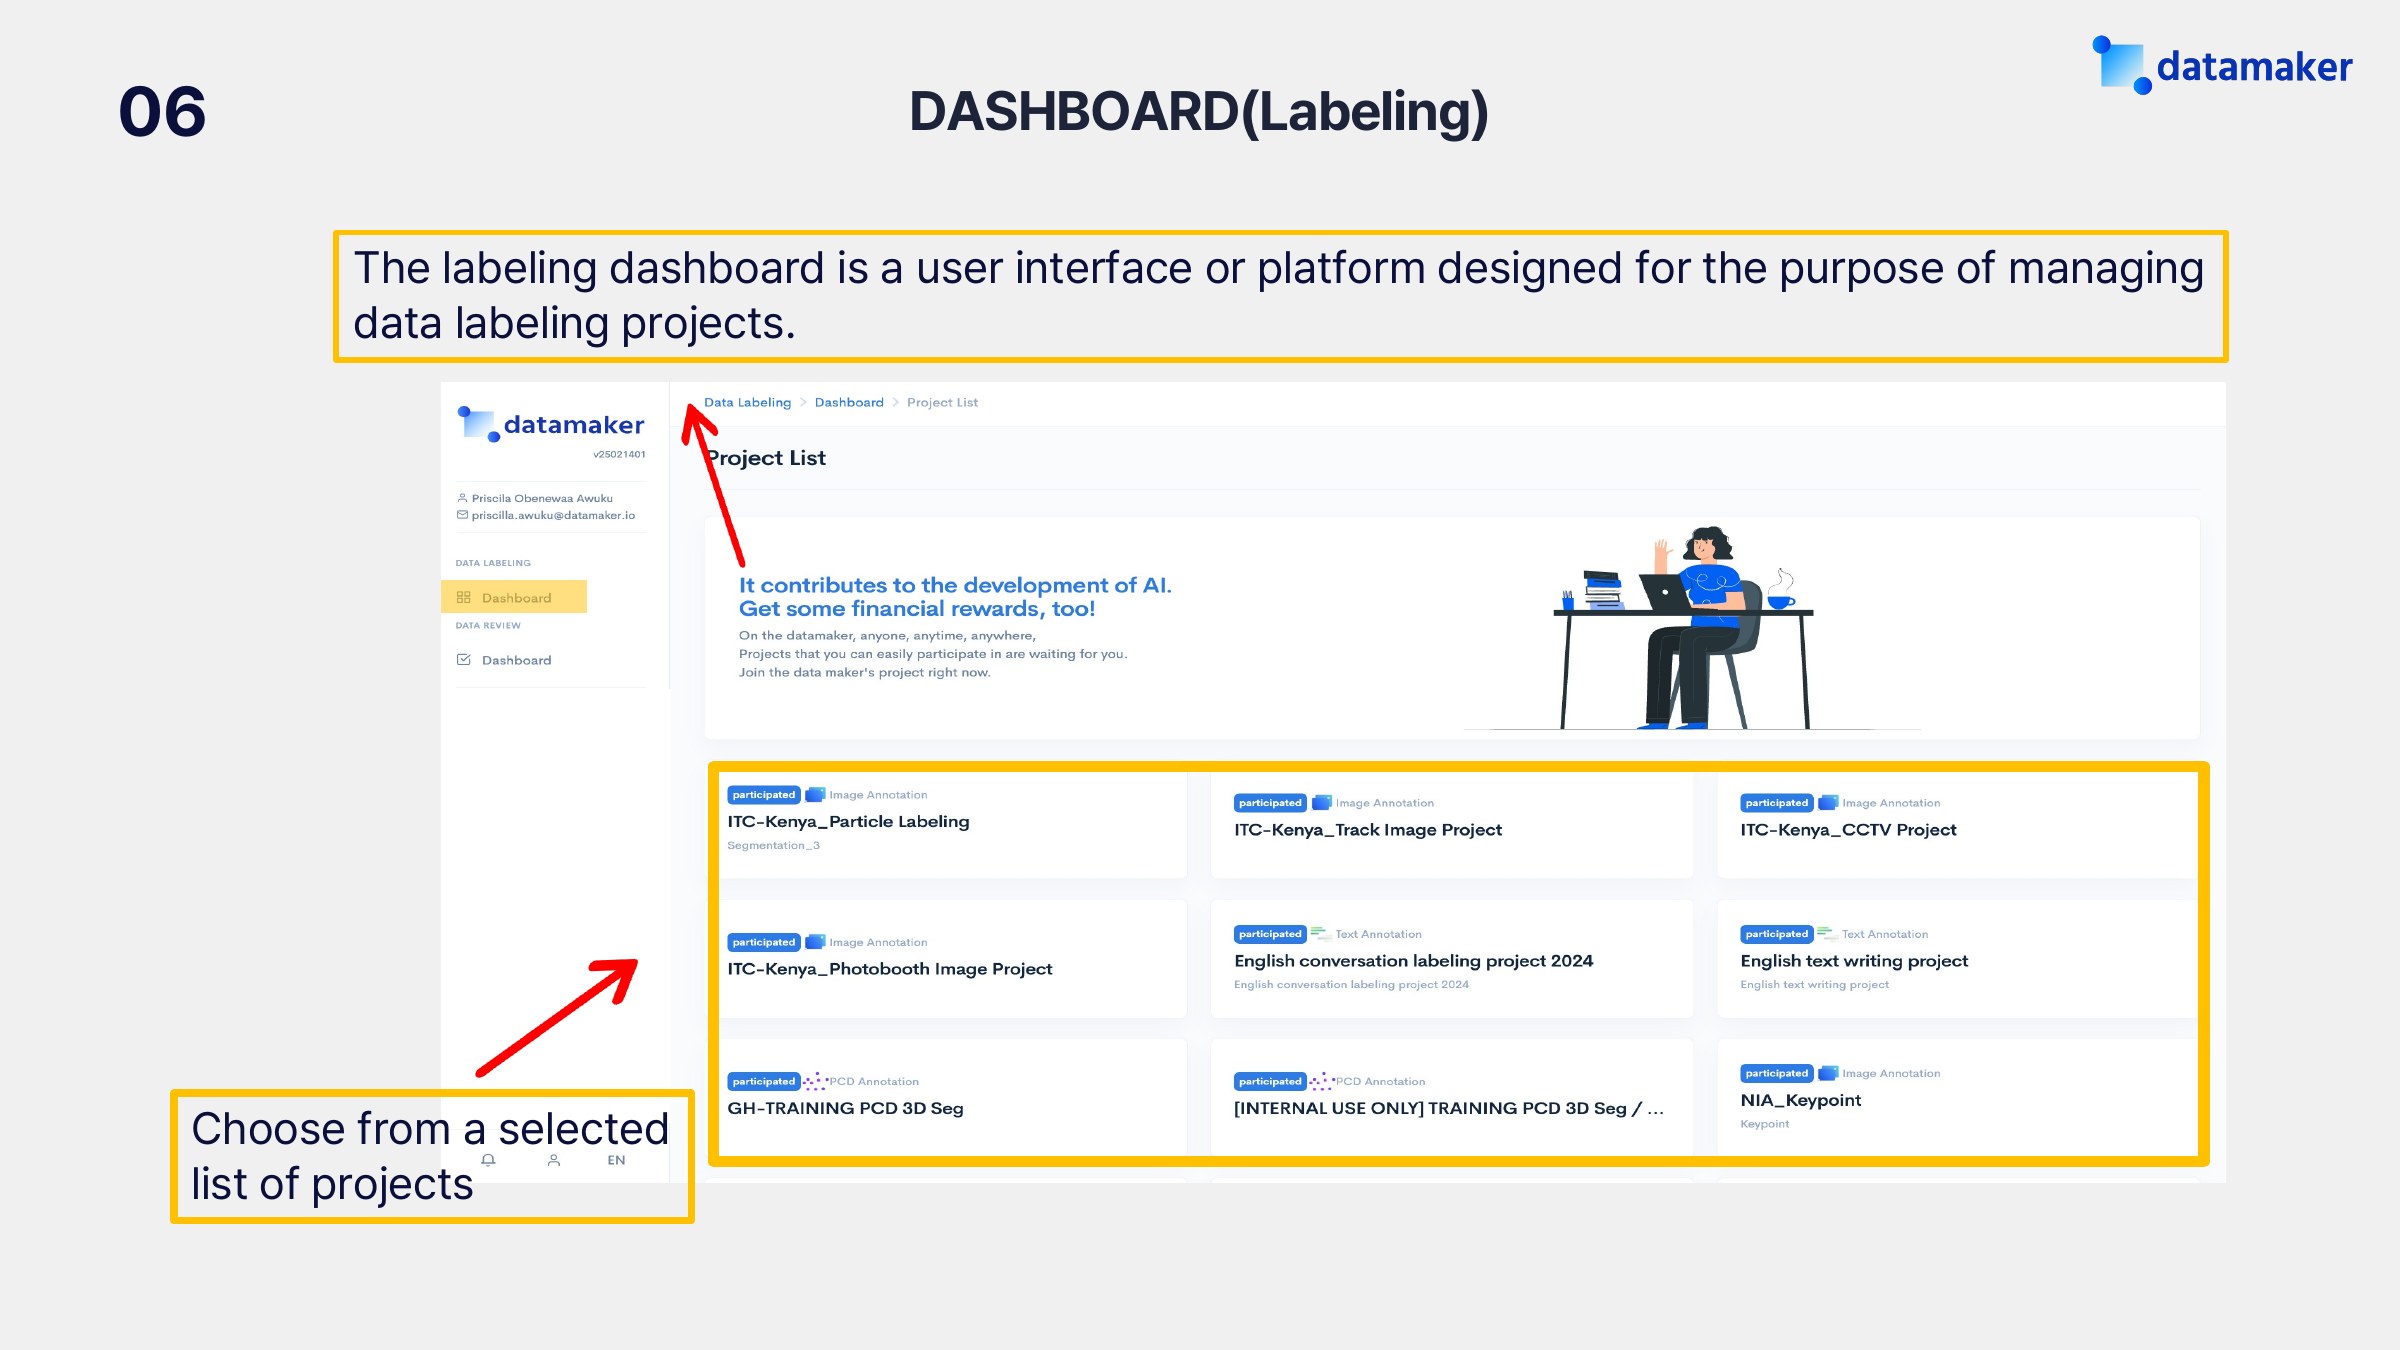 06
DASHBOARD(Labeling)
datamaker
The labeling dashboard is a user interface or platform designed for the purpose of managing
data labeling projects.
datamaker
v25021401
Priscila Obenewaa Awuku
priscilla.awuku@datamaker.io
DATA LABELING
Dashboard
DATA REVIEW
Dashboard
Data Labeling > Dashboard > Project List
Project List
It contributes to the development of AI.
Get some financial rewards, too!
On the datamaker, anyone, anytime, anywhere,
Projects that you can easily participate in are waiting for you.
Join the data maker's project right now.
participated Image Annotation
ITC-Kenya_Particle Labeling
Segmentation_3
participated Image Annotation
ITC-Kenya_Track Image Project
participated Image Annotation
ITC-Kenya_CCTV Project
participated Image Annotation
ITC-Kenya_Photobooth Image Project
participated Text Annotation
English conversation labeling project 2024
English conversation labeling project 2024
participated Text Annotation
English text writing project
English text writing project
participated PCD Annotation
GH-TRAINING PCD 3D Seg
participated PCD Annotation
[INTERNAL USE ONLY] TRAINING PCD 3D Seg / ...
participated Image Annotation
NIA_Keypoint
Keypoint
Choose from a selected
list of projects
EN